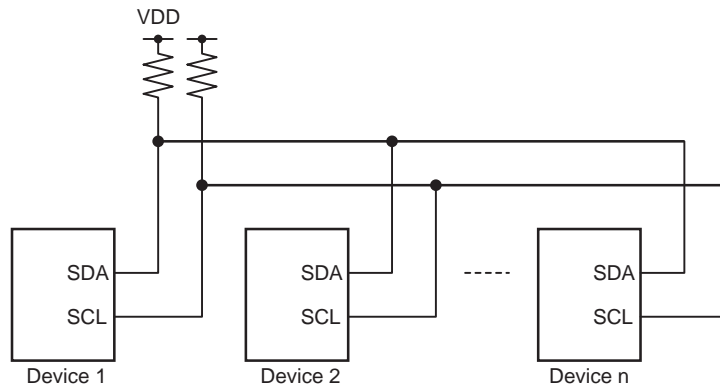 VDD
SDA
SCL
Device 1
SDA
SCL
Device 2
SDA
SCL
Device n